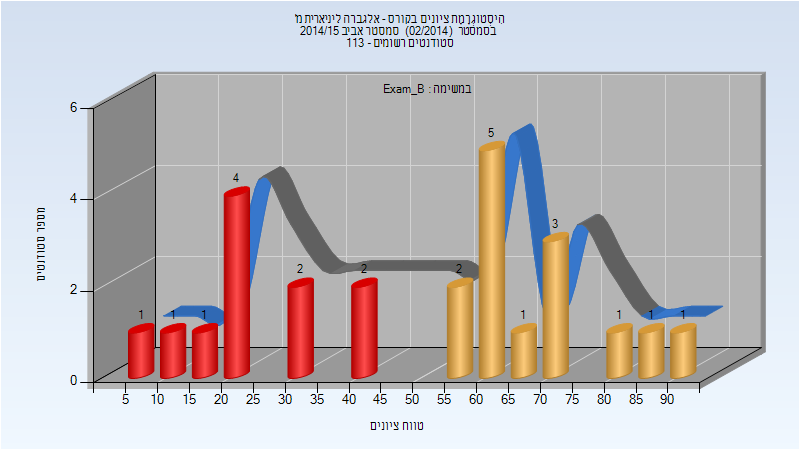 היסטוגרמת ציונים בקורס - אלגברה ליניארית מ'
בסמסטר (02/2014) סמסטר אביב 2014/15
סטודנטים רשומים - 113
במשימה : Exam_B
מספר סטודנטים
6
4
2
0
1 1 1 4 2 2 2 5 1 3 1 1 1
5 10 15 20 25 30 35 40 45 50 55 60 65 70 75 80 85 90
טווח ציונים